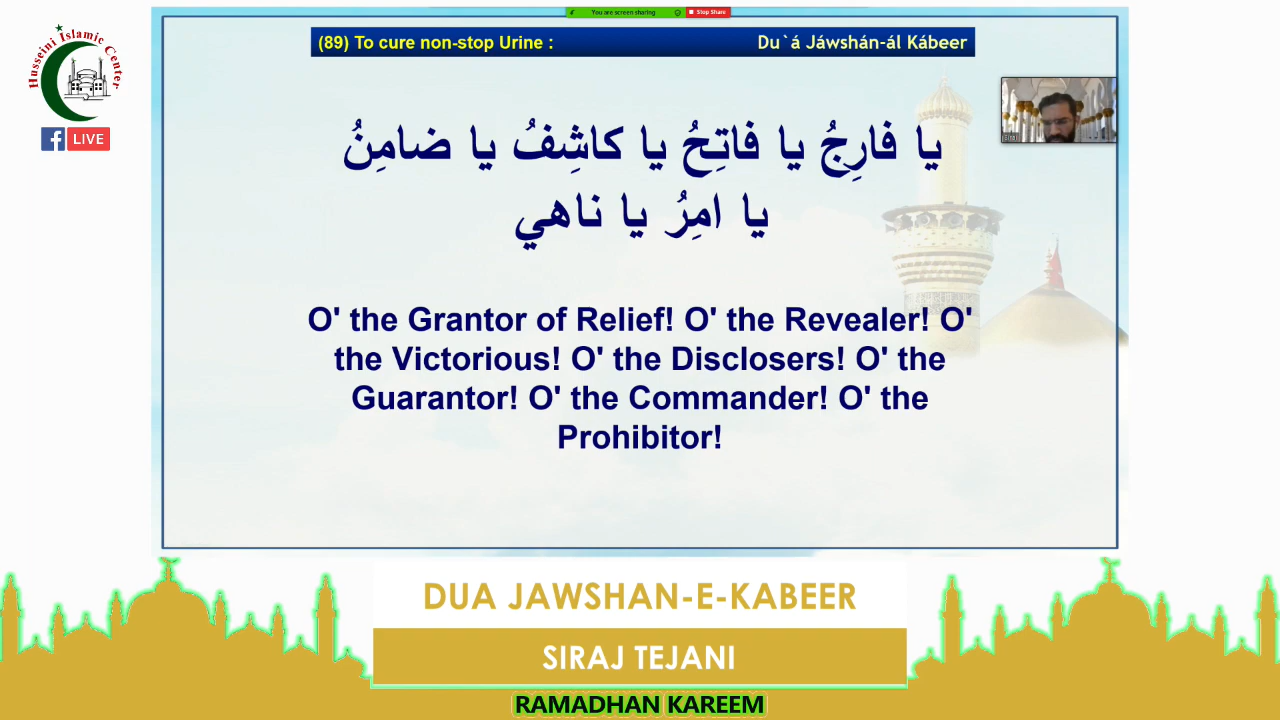 You are screen sharing
Stop Share
Husseini Islamic Center
LIVE
(89) To cure non-stop Urine :
Du`á Jáwshán-ál Kábeer
يا فارِجُ يا فاتِحُ يا كاشِفُ يا ضامِنُ
يا امِرُ يا ناهي
O' the Grantor of Relief! O' the Revealer! O'
the Victorious! O' the Disclosers! O' the
Guarantor! O' the Commander! O' the
Prohibitor!
DUA JAWSHAN-E-KABEER
SIRAJ TEJANI
RAMADHAN KAREEM